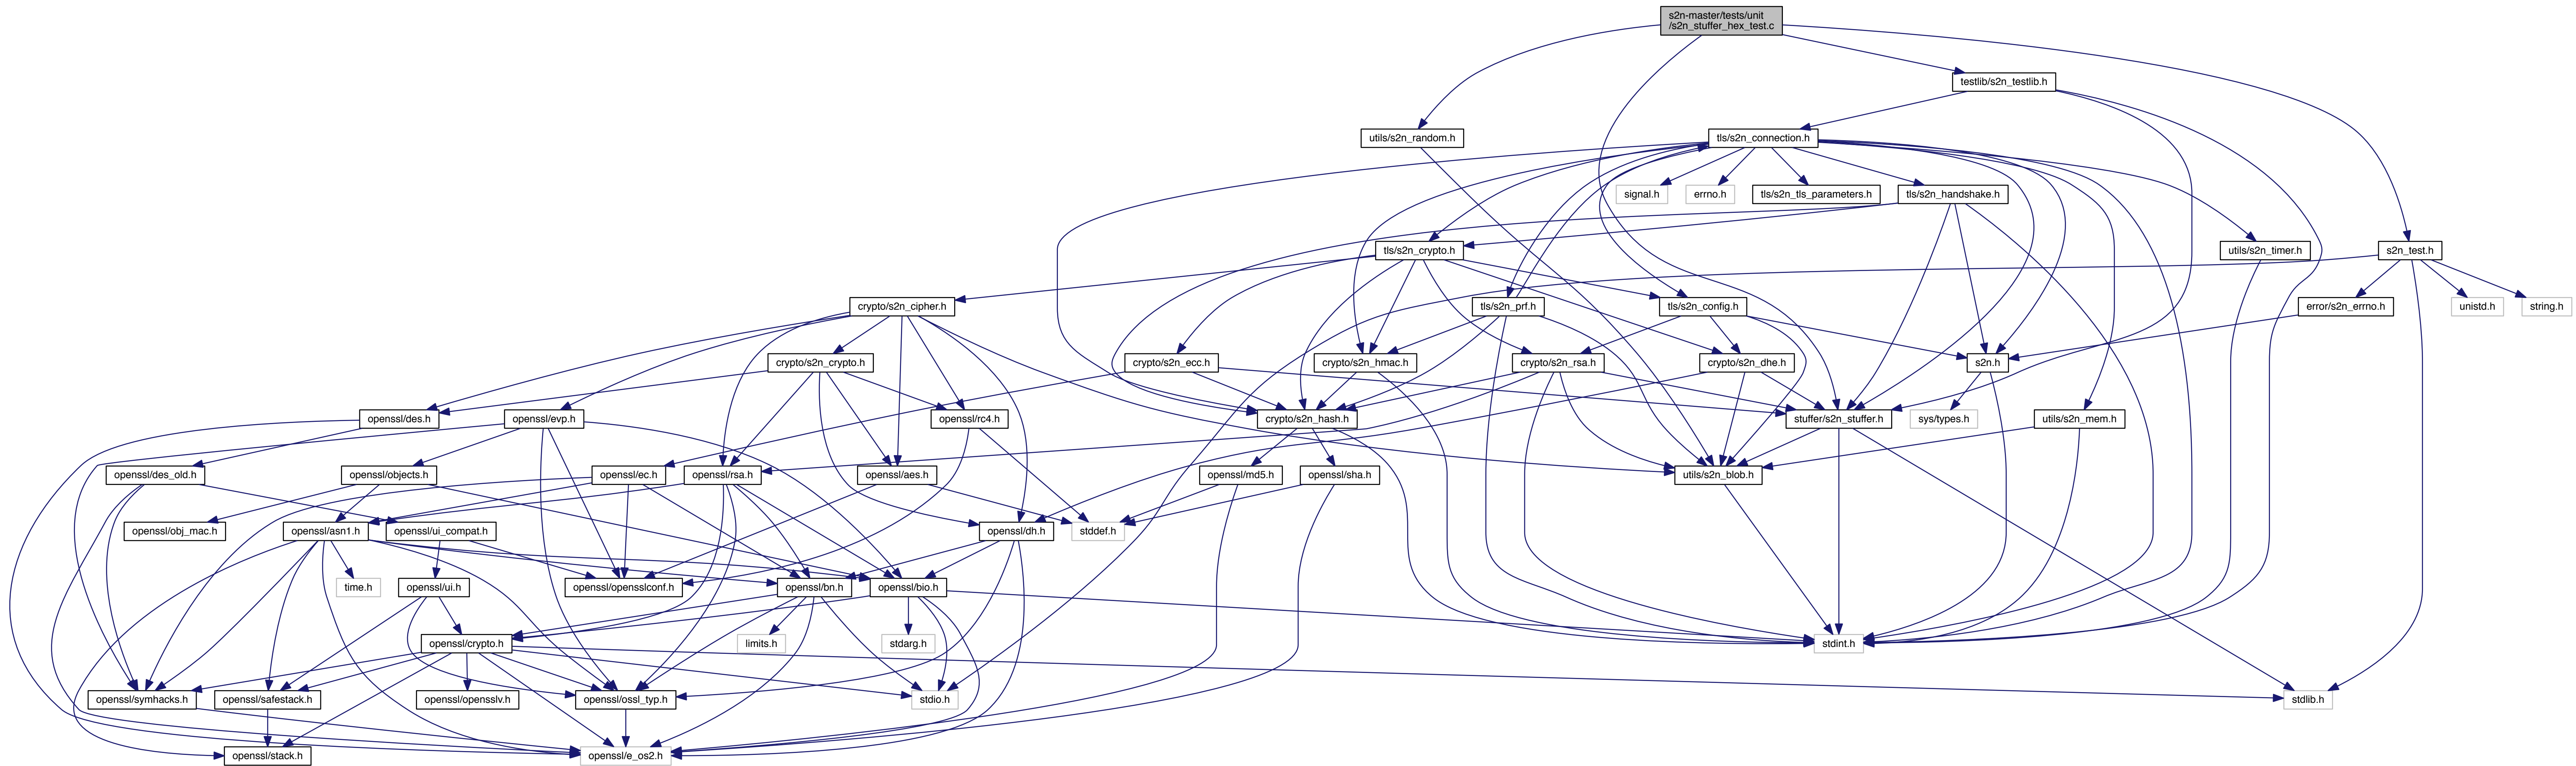 s2n-master/tests/unit
/s2n_stuffer_hex_test.c
testlib/s2n_testlib.h
utils/s2n_random.h
tls/s2n_connection.h
signal.h
errno.h
tls/s2n_tls_parameters.h
tls/s2n_handshake.h
tls/s2n_crypto.h
utils/s2n_timer.h
s2n_test.h
crypto/s2n_cipher.h
tls/s2n_prf.h
tls/s2n_config.h
error/s2n_errno.h
unistd.h
string.h
crypto/s2n_crypto.h
crypto/s2n_ecc.h
crypto/s2n_hmac.h
crypto/s2n_rsa.h
crypto/s2n_dhe.h
s2n.h
openssl/des.h
openssl/evp.h
openssl/rc4.h
crypto/s2n_hash.h
stuffer/s2n_stuffer.h
sys/types.h
utils/s2n_mem.h
openssl/des_old.h
openssl/objects.h
openssl/ec.h
openssl/rsa.h
openssl/aes.h
openssl/md5.h
openssl/sha.h
utils/s2n_blob.h
openssl/obj_mac.h
openssl/asn1.h
openssl/ui_compat.h
openssl/dh.h
stddef.h
time.h
openssl/ui.h
openssl/opensslconf.h
openssl/bn.h
openssl/bio.h
openssl/crypto.h
limits.h
stdarg.h
stdint.h
openssl/symhacks.h
openssl/safestack.h
openssl/opensslv.h
openssl/ossl_typ.h
stdio.h
stdlib.h
openssl/stack.h
openssl/e_os2.h